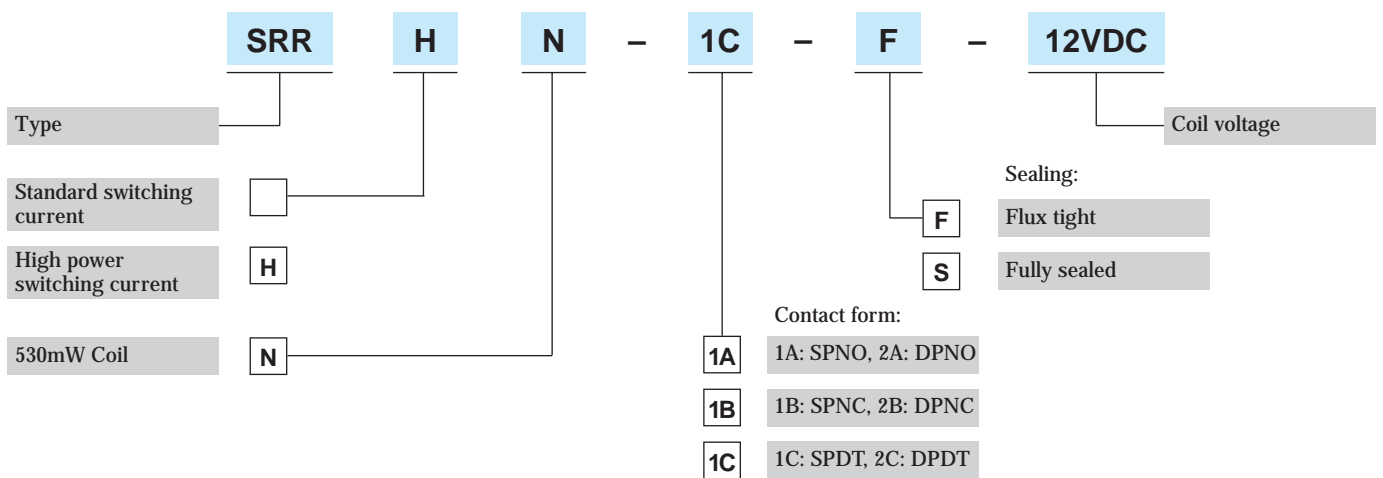 SRR H N – 1C – F – 12VDC
Type
Coil voltage
Standard switching
current
High power
switching current
H
530mW Coil
N
Sealing:
F
Flux tight
S
Fully sealed
Contact form:
1A
1A: SPNO, 2A: DPNO
1B
1B: SPNC, 2B: DPNC
1C
1C: SPDT, 2C: DPDT